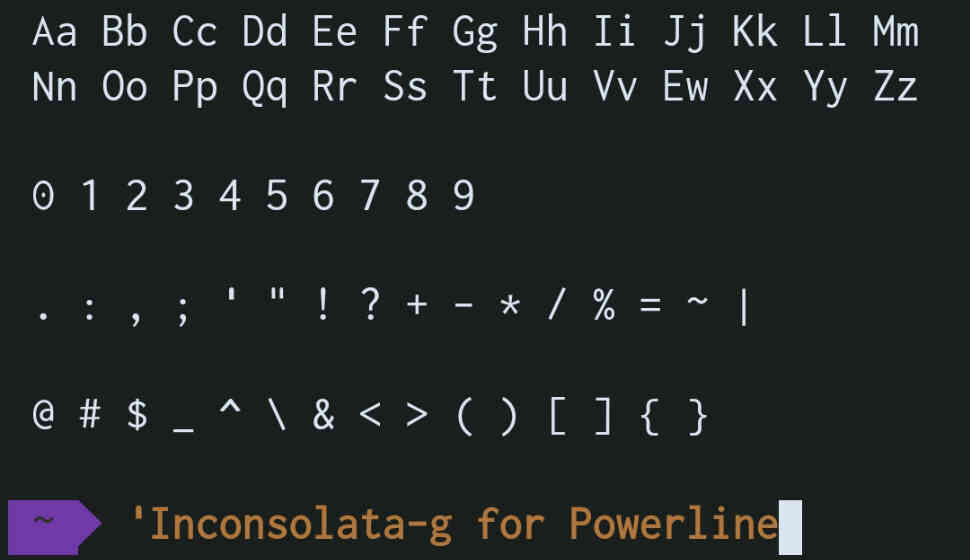 Aa Bb Cc Dd Ee Ff Gg Hh Ii Jj Kk Ll Mm
Nn Oo Pp Qq Rr Ss Tt Uu Vv Ew Xx Yy Zz
0 1 2 3 4 5 6 7 8 9
. : , ; ' " ! ? + - * / % = ~ |
@ # $ _ ^ \ & < > ( ) [ ] { }
~ 'Inconsolata-g for Powerline